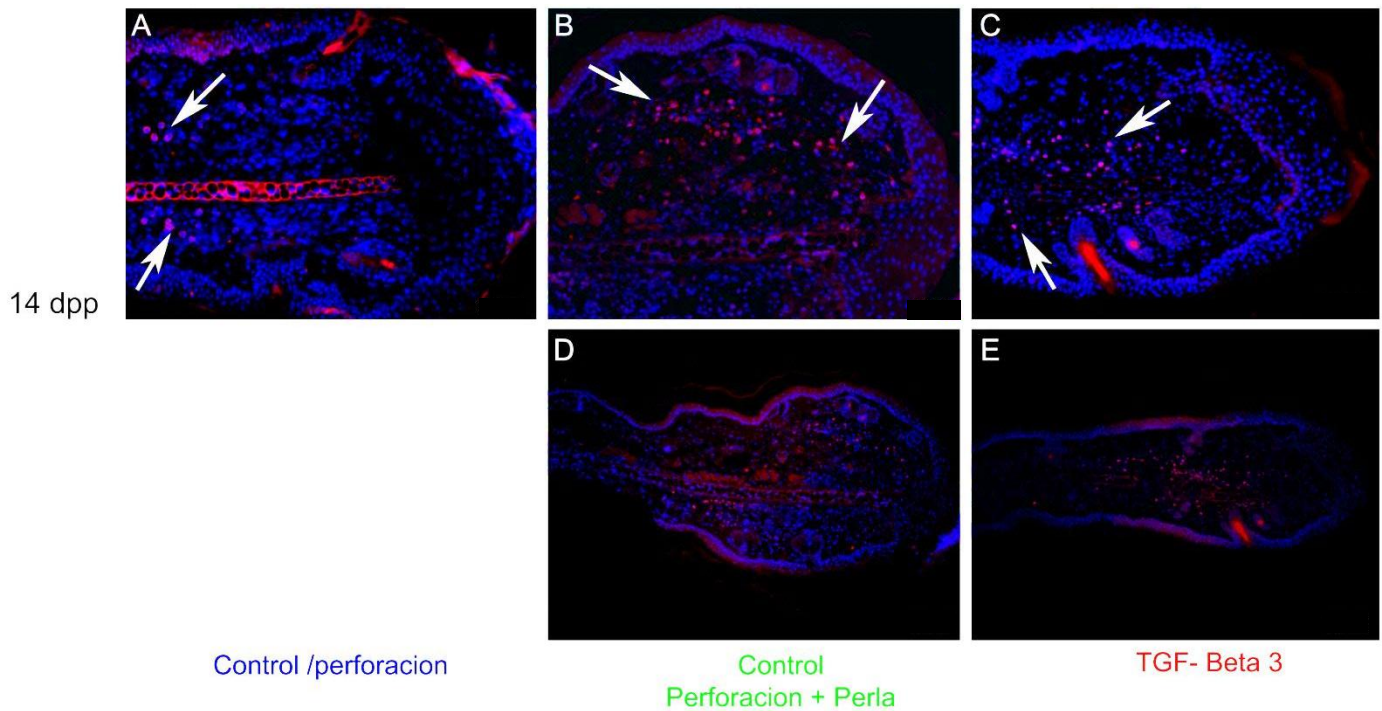 A
B
C
14 dpp
D
E
Control /perforacion
Control
Perforacion + Perla
TGF- Beta 3